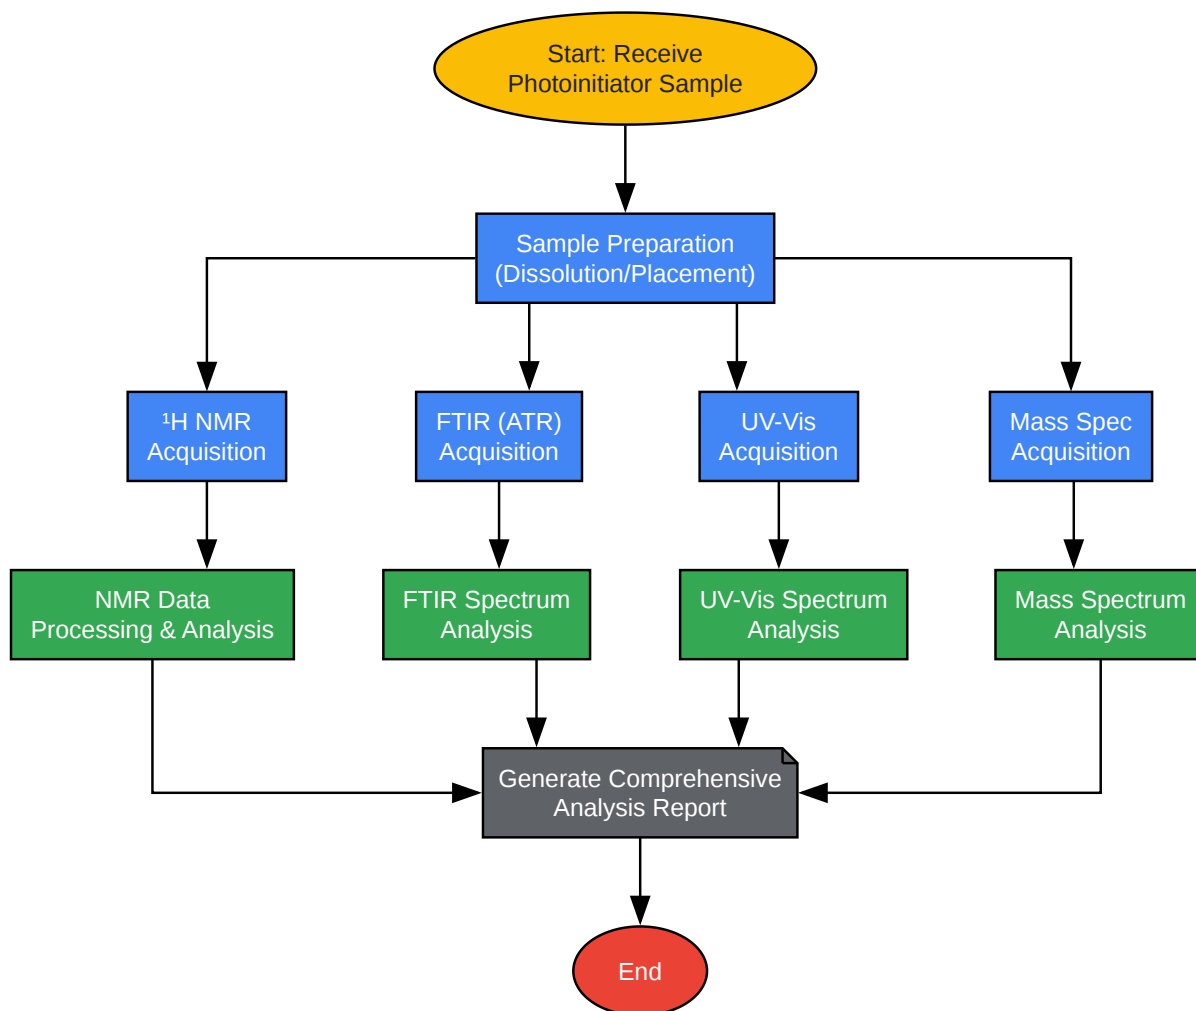 Start: Receive
Photoinitiator Sample
Sample Preparation
(Dissolution/Placement)
¹H NMR
Acquisition
FTIR (ATR)
Acquisition
UV-Vis
Acquisition
Mass Spec
Acquisition
NMR Data
Processing & Analysis
FTIR Spectrum
Analysis
UV-Vis Spectrum
Analysis
Mass Spectrum
Analysis
Generate Comprehensive
Analysis Report
End